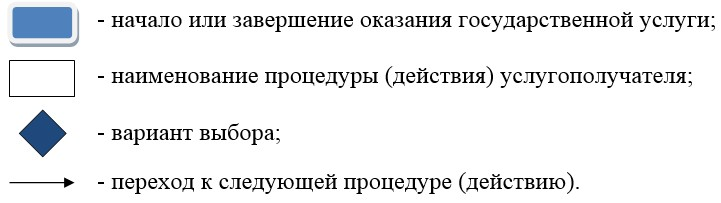 - начало или завершение оказания государственной услуги;
- наименование процедуры (действия) услугополучателя;
- вариант выбора;
- переход к следующей процедуре (действию).